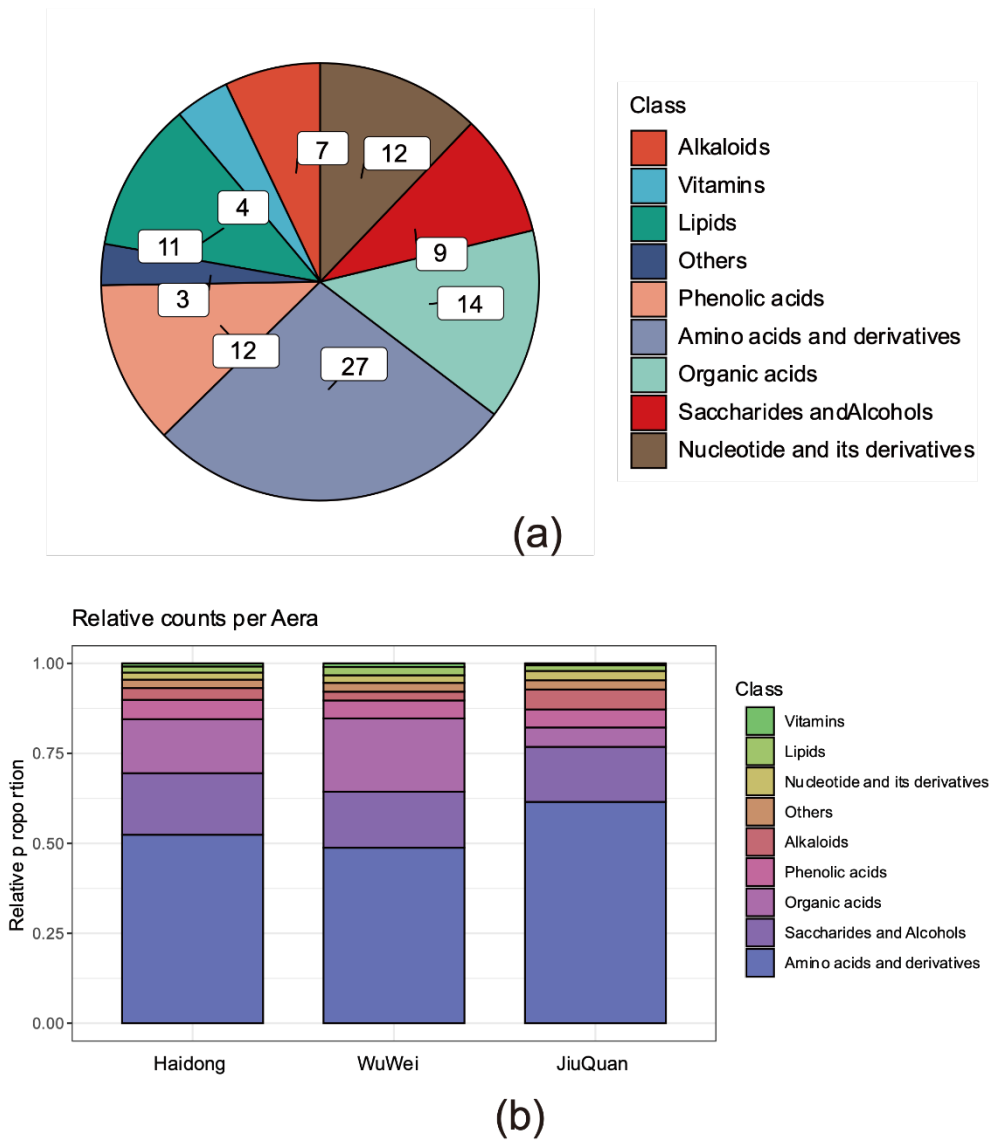 Class
Alkaloids
Vitamins
Lipids
Others
Phenolic acids
Amino acids and derivatives
Organic acids
Saccharides andAlcohols
Nucleotide and its derivatives
7
12
4
9
11
14
3
12
27
(a)
Relative counts per Aera
Relative p roportion
1.00
0.75
0.50
0.25
0.00
Haidong
WuWei
JiuQuan
Class
Vitamins
Lipids
Nucleotide and its derivatives
Others
Alkaloids
Phenolic acids
Organic acids
Saccharides and Alcohols
Amino acids and derivatives
(b)